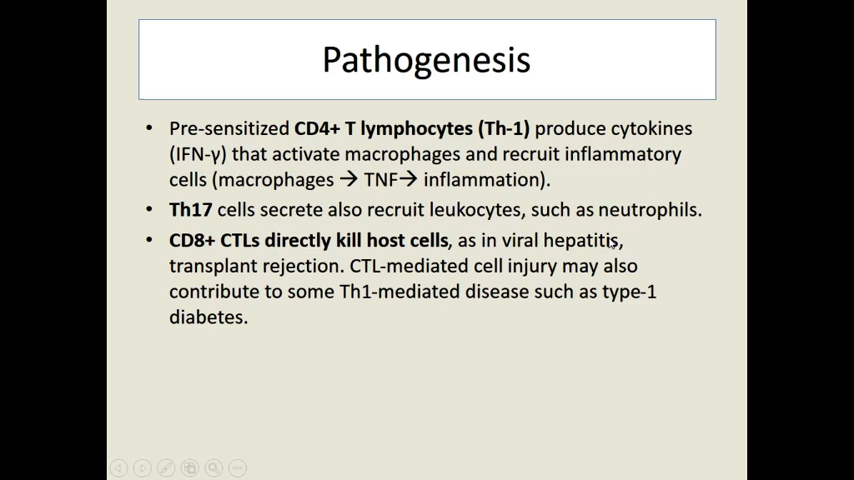 Pathogenesis
• Pre-sensitized CD4+ T lymphocytes (Th-1) produce cytokines
(IFN-γ) that activate macrophages and recruit inflammatory
cells (macrophages → TNF→ inflammation).
• Th17 cells secrete also recruit leukocytes, such as neutrophils.
• CD8+ CTLs directly kill host cells, as in viral hepatitis,
transplant rejection. CTL-mediated cell injury may also
contribute to some Th1-mediated disease such as type-1
diabetes.